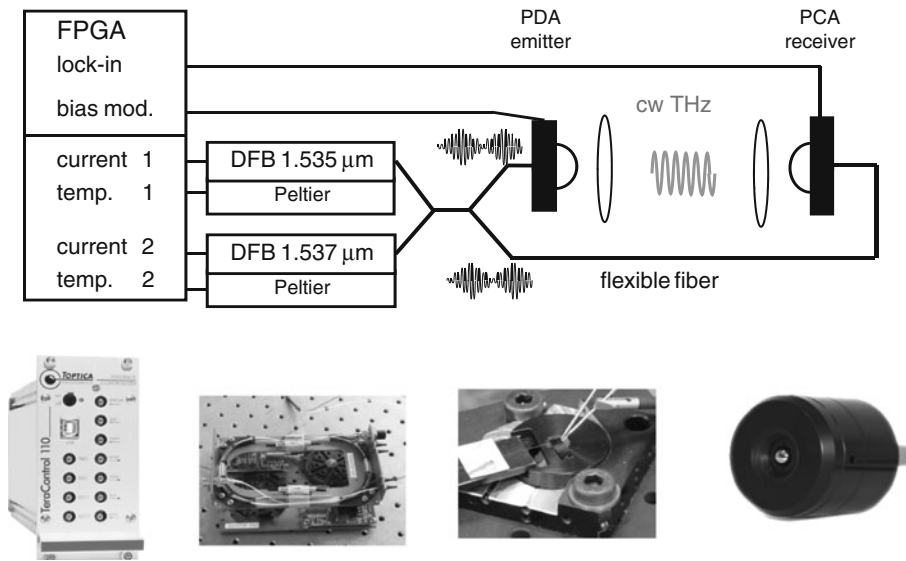 FPGA
lock-in
bias mod.
current 1
temp. 1
current 2
temp. 2
DFB 1.535 μm
Peltier
DFB 1.537 μm
Peltier
PDA
emitter
PCA
receiver
cw THz
flexible fiber
TOPTICA
TeraControl 110